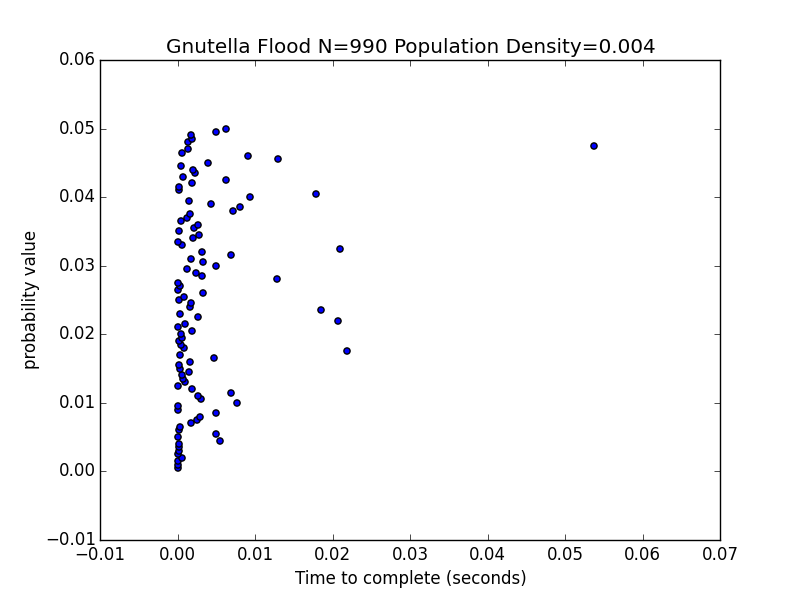 Gnutella Flood N=990 Population Density=0.004
0.06
0.05
0.04
0.03
0.02
0.01
0.00
−0.01
probability value
−0.01 0.00 0.01 0.02 0.03 0.04 0.05 0.06 0.07
Time to complete (seconds)